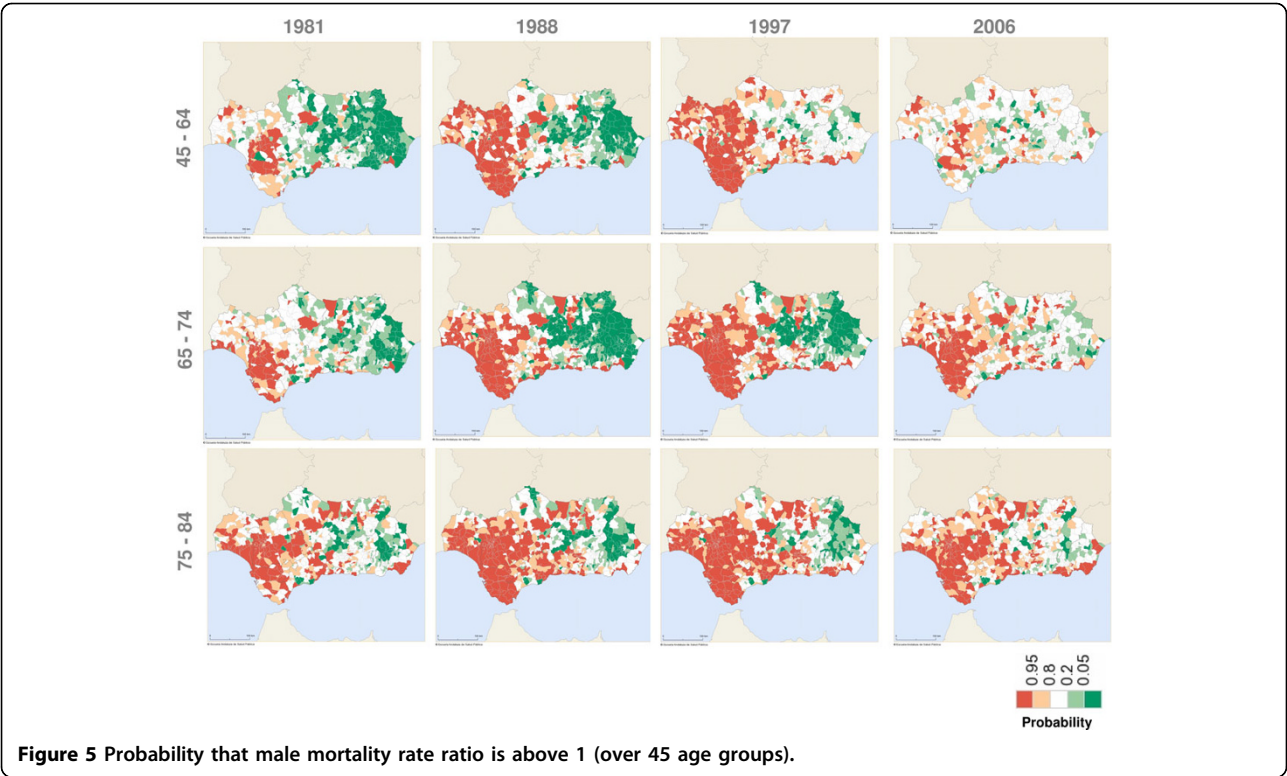 1981 1988 1997 2006
45 - 64
65 - 74
75 - 84
0.95
0.8
0.2
0.05
Probability
Figure 5 Probability that male mortality rate ratio is above 1 (over 45 age groups).